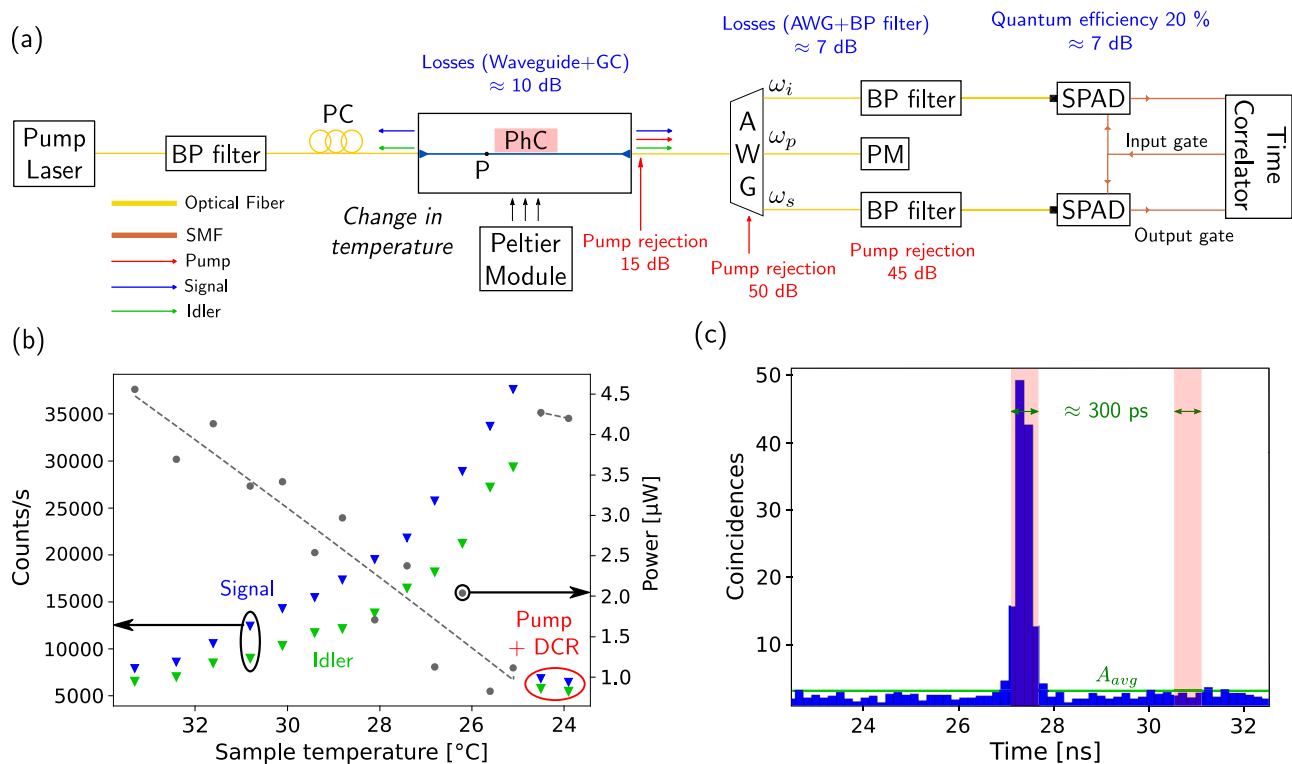 (a)
Losses (Waveguide+GC)
≈ 10 dB
Losses (AWG+BP filter)
≈ 7 dB
Quantum efficiency 20 %
≈ 7 dB
Pump
Laser
BP filter
PC
PhC
P
A
W
G
ωi
ωp
ωs
BP filter
PM
BP filter
SPAD
SPAD
Input gate
Output gate
Time
Correlator
Optical Fiber
SMF
Pump
Signal
Idler
Change in
temperature
Peltier
Module
Pump rejection
15 dB
Pump rejection
50 dB
Pump rejection
45 dB
(b)
Counts/s
35000
30000
25000
20000
15000
10000
5000
Signal
Idler
Pump
+ DCR
4.5
4.0
3.5
3.0
2.5
2.0
1.5
1.0
Power [μW]
32
30
28
26
24
Sample temperature [°C]
(c)
Coincidences
50
40
30
20
10
≈ 300 ps
Aavg
24
26
28
30
32
Time [ns]